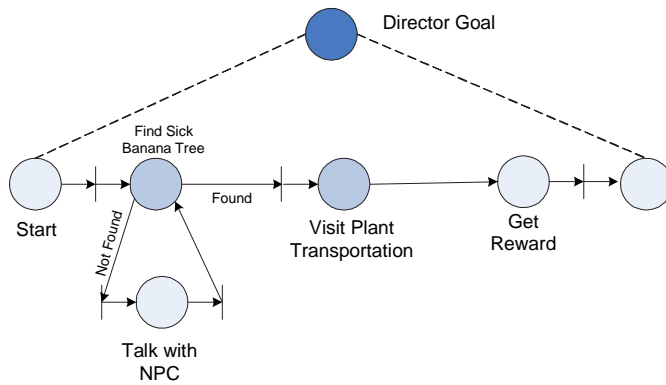 Director Goal
Find Sick
Banana Tree
Start
Found
Visit Plant
Transportation
Get
Reward
Not Found
Talk with
NPC